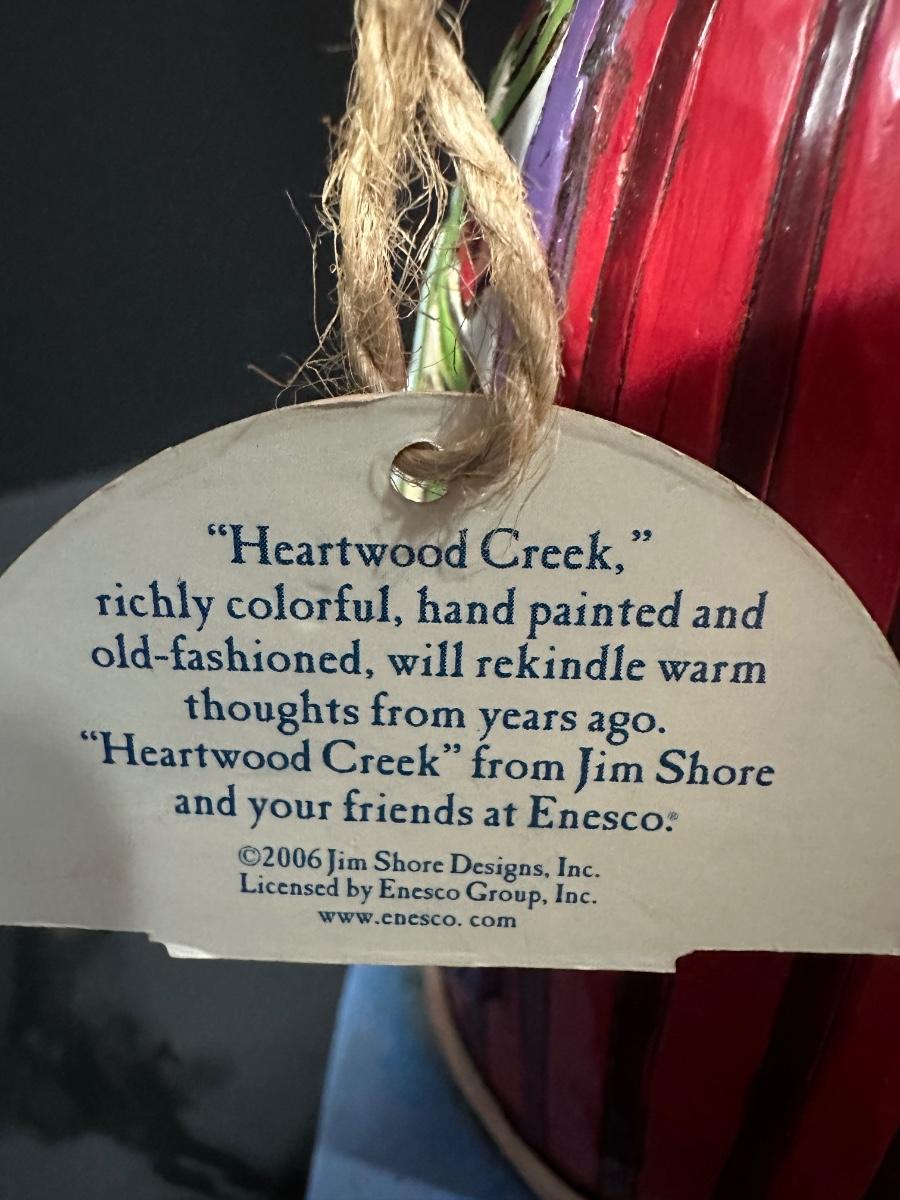 “Heartwood Creek,”
richly colorful, hand painted and
old-fashioned, will rekindle warm
thoughts from years ago.
“Heartwood Creek” from Jim Shore
and your friends at Enesco.®
©2006 Jim Shore Designs, Inc.
Licensed by Enesco Group, Inc.
www.enesco. com